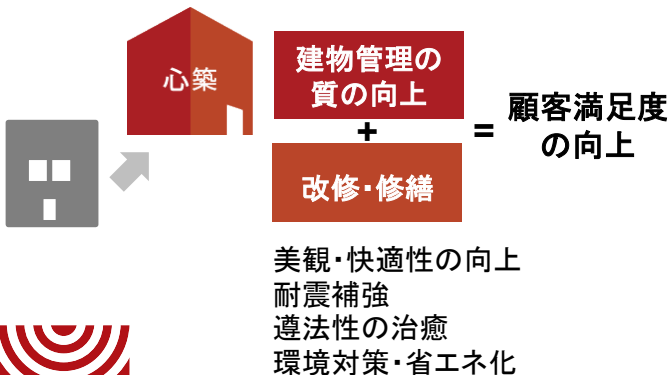 心築
建物管理の
質の向上
+
改修・修繕
=
顧客満足度
の向上
美観・快適性の向上
耐震補強
遵法性の治癒
環境対策・省エネ化